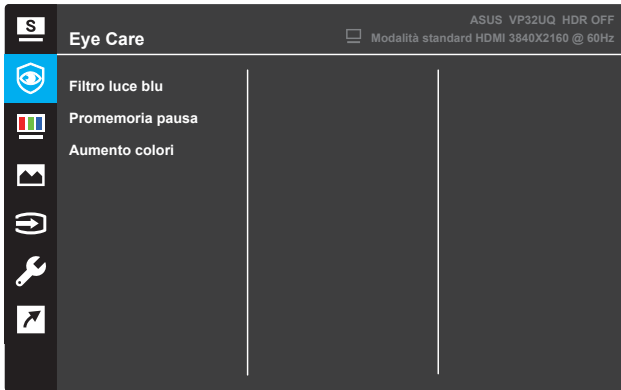 S
ASUS VP32UQ HDR OFF
Eye Care
Modalità standard HDMI 3840X2160 @ 60Hz
Filtro luce blu
Promemoria pausa
Aumento colori